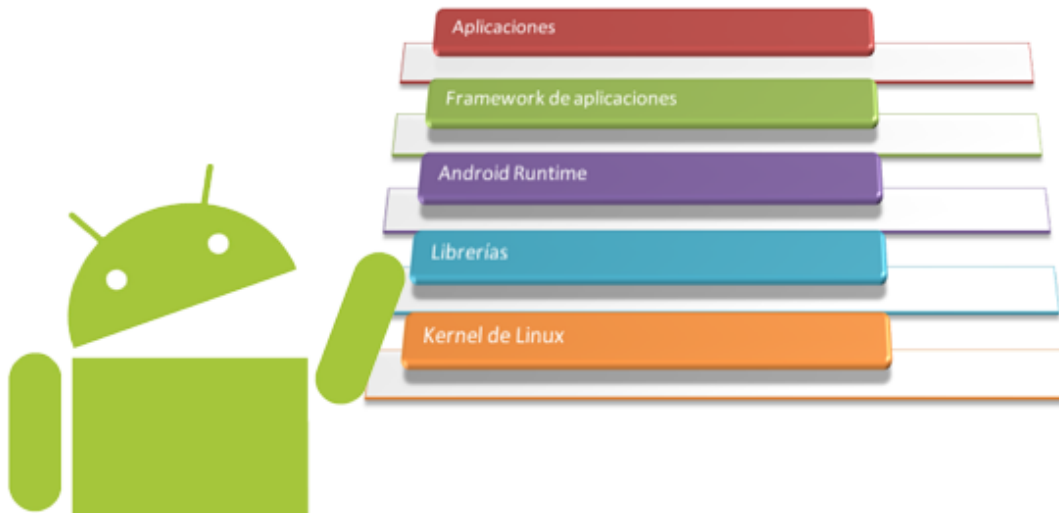 Aplicaciones
Framework de aplicaciones
Android Runtime
Librerías
Kernel de Linux